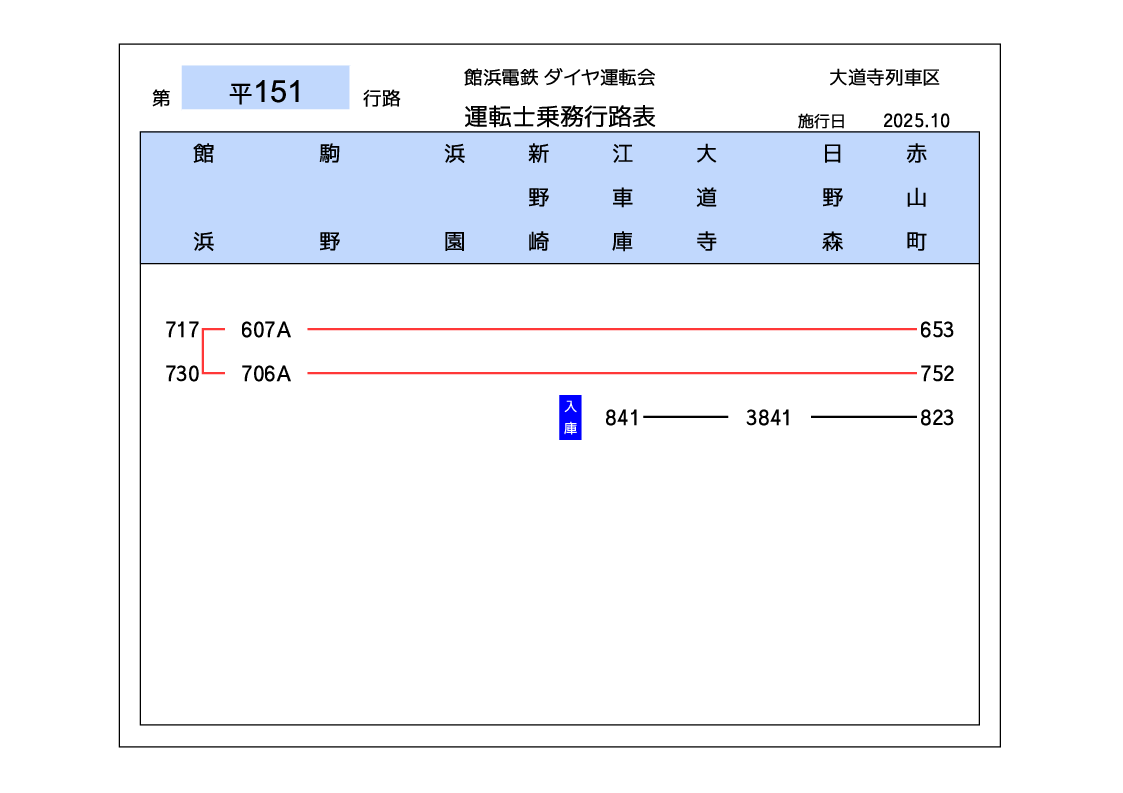 館浜電鉄 ダイヤ運転会
大道寺列車区
第 平151 行路
運転士乗務行路表
施行日 2025.10
館浜 駒野 浜園 新野崎 江車庫 大道寺 日野森 赤山町
717 607A 653
730 706A 752
入庫 841 3841 823